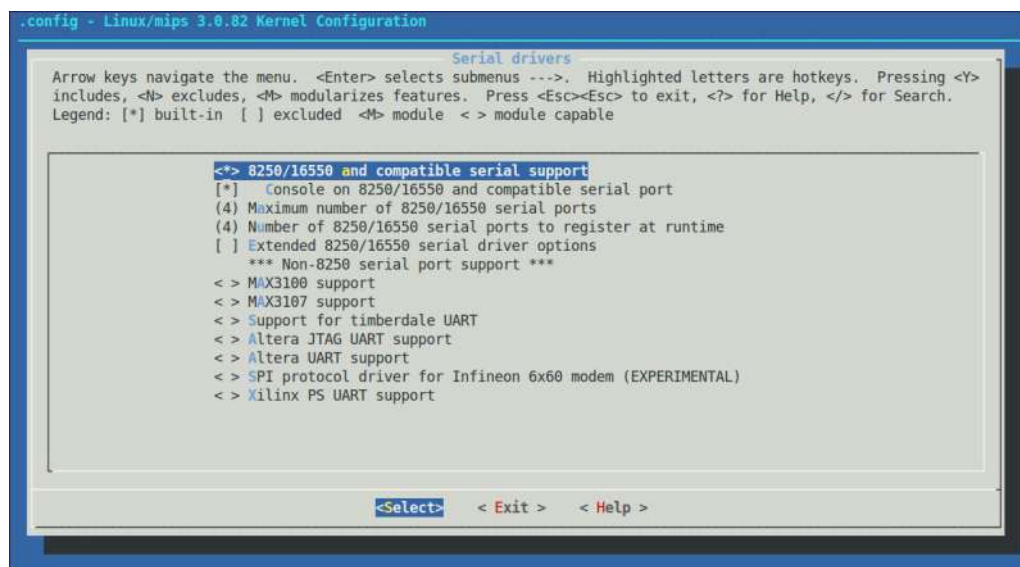 .config - Linux/mips 3.0.82 Kernel Configuration
Serial drivers
Arrow keys navigate the menu.  <Enter> selects submenus --->.  Highlighted letters are hotkeys.  Pressing <Y>
includes, <N> excludes, <M> modularizes features.  Press <Esc><Esc> to exit, <?> for Help, </> for Search.
Legend: [*] built-in  [ ] excluded  <M> module  < > module capable
<*> 8250/16550 and compatible serial support
[*]   Console on 8250/16550 and compatible serial port
(4) Maximum number of 8250/16550 serial ports
(4) Number of 8250/16550 serial ports to register at runtime
[ ] Extended 8250/16550 serial driver options
*** Non-8250 serial port support ***
< > MAX3100 support
< > MAX3107 support
< > Support for timberdale UART
< > Altera JTAG UART support
< > Altera UART support
< > SPI protocol driver for Infineon 6x60 modem (EXPERIMENTAL)
< > Xilinx PS UART support
<Select>    < Exit >    < Help >